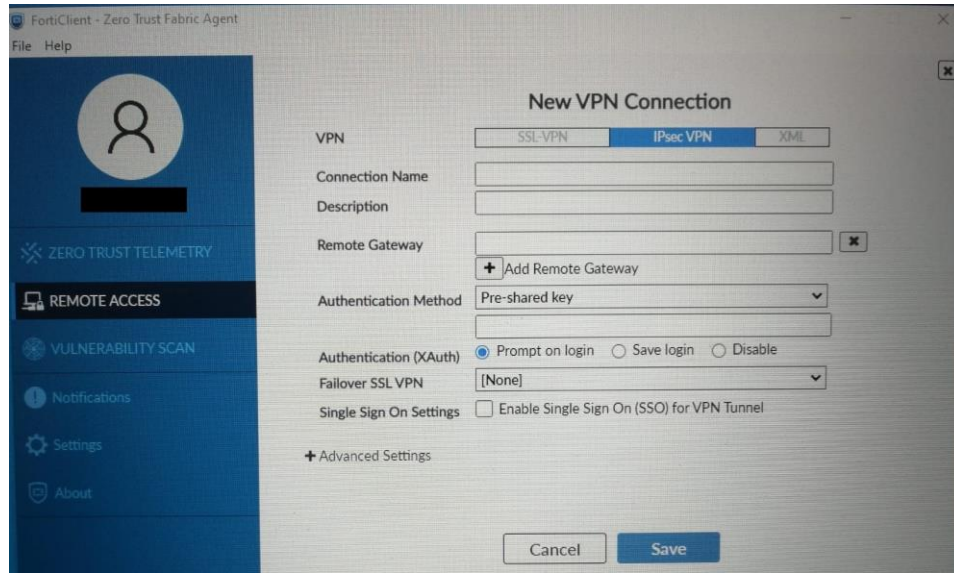 FortiClient - Zero Trust Fabric Agent
File Help
ZERO TRUST TELEMETRY
REMOTE ACCESS
VULNERABILITY SCAN
Notifications
Settings
About
New VPN Connection
VPN SSL-VPN IPsec VPN XML
Connection Name
Description
Remote Gateway
Add Remote Gateway
Authentication Method Pre-shared key
Authentication (XAuth) Prompt on login Save login Disable
Failover SSL VPN [None]
Single Sign On Settings Enable Single Sign On (SSO) for VPN Tunnel
+ Advanced Settings
Cancel Save